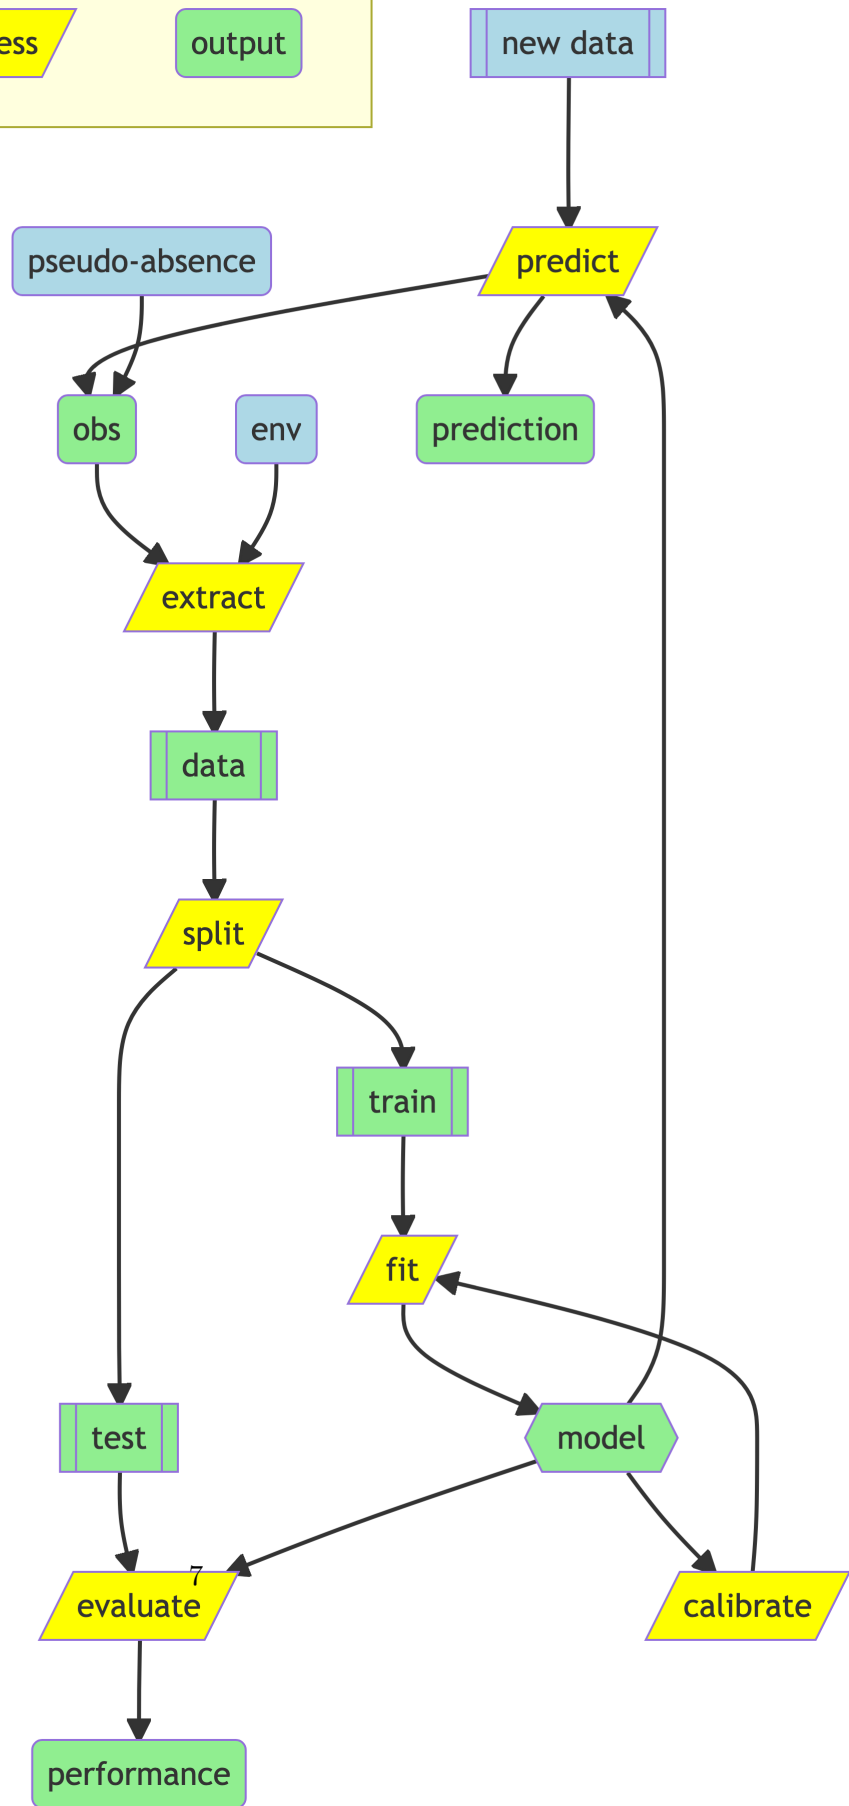 ess
output
new data
pseudo-absence
predict
obs
env
prediction
extract
data
split
train
fit
test
model
7
evaluate
calibrate
performance